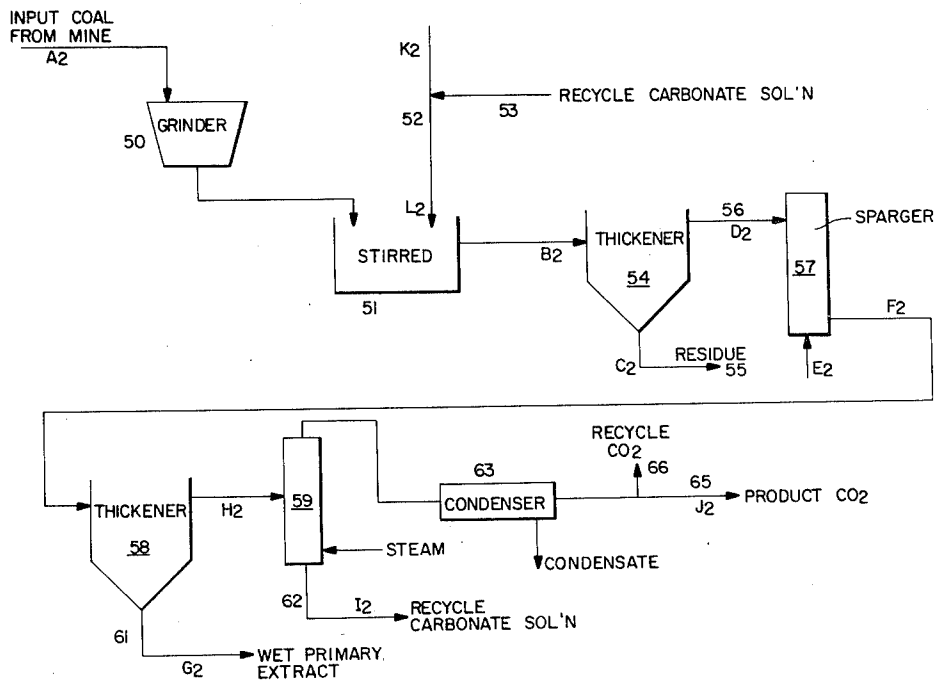 INPUT COAL
FROM MINE
A2
K2
RECYCLE CARBONATE SOL'N
53
52
GRINDER
50
L2
STIRRED
51
B2
THICKENER
54
56
D2
SPARGER
57
F2
C2
RESIDUE
55
E2
RECYCLE
CO2
66
63
65
THICKENER
58
H2
59
CONDENSER
J2
PRODUCT CO2
STEAM
CONDENSATE
62
I2
RECYCLE
CARBONATE SOL'N
61
G2
WET PRIMARY
EXTRACT